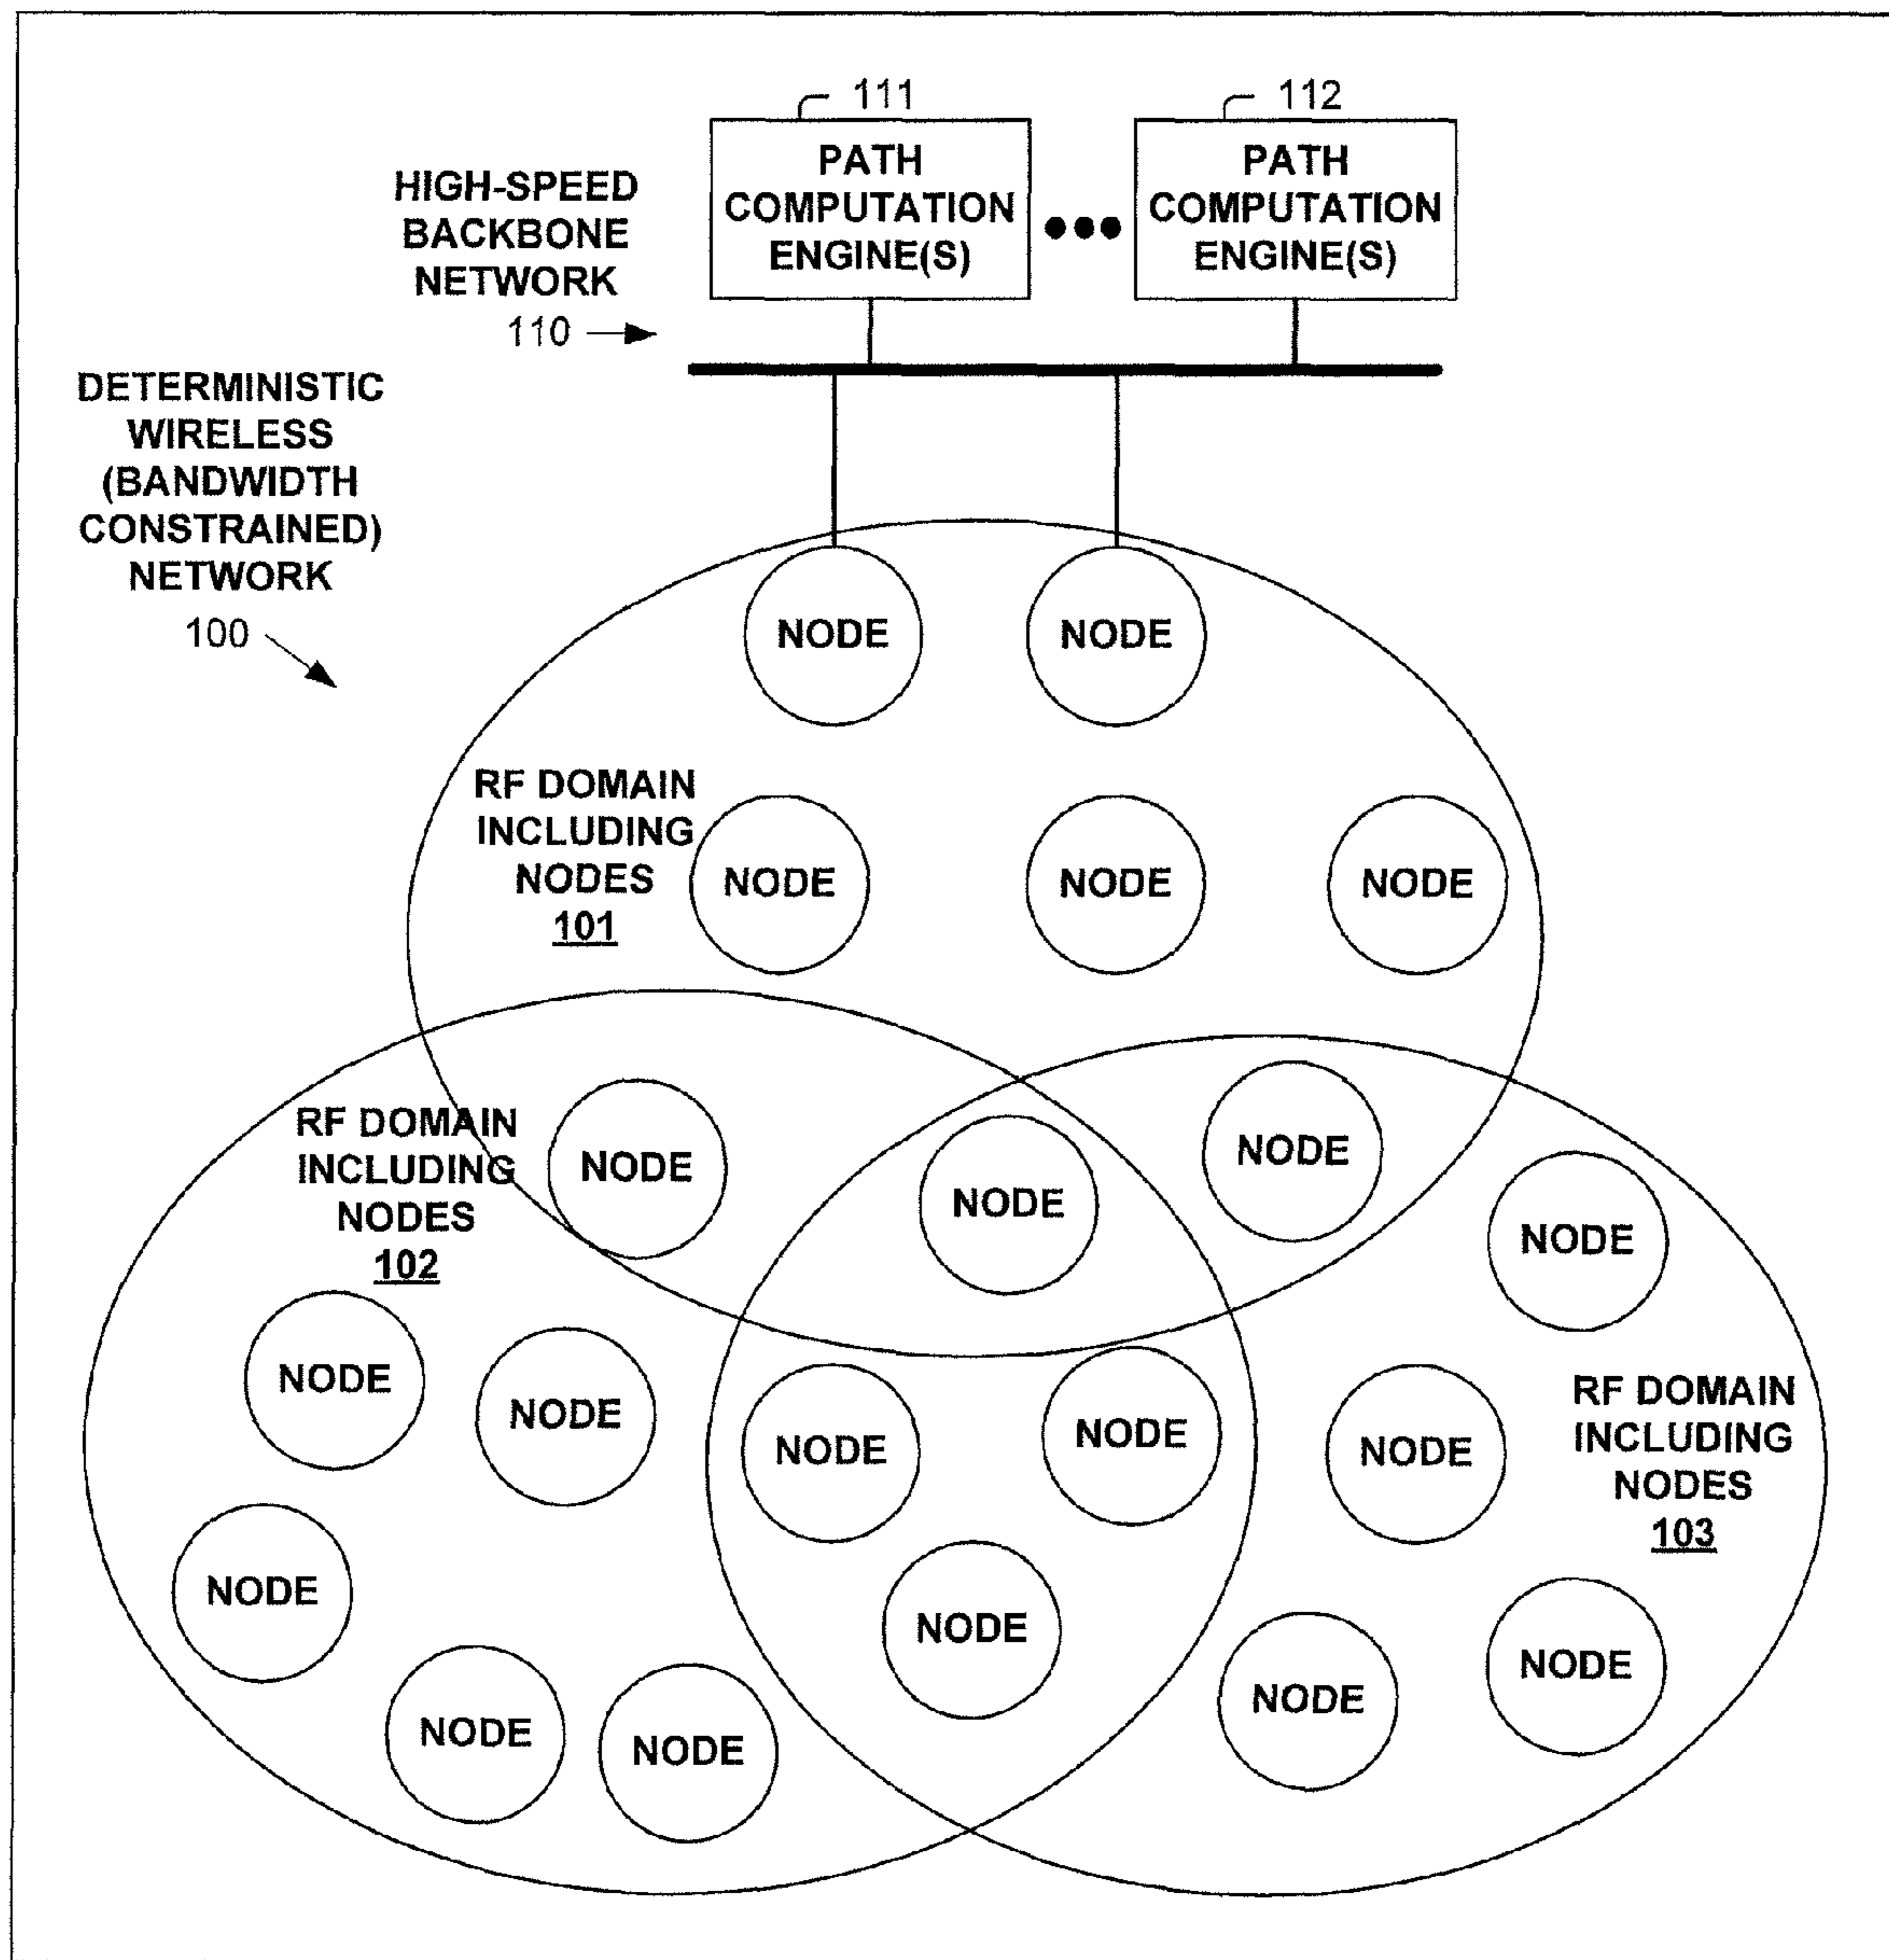 111
112
PATH
COMPUTATION
ENGINE(S)
PATH
COMPUTATION
ENGINE(S)
HIGH-SPEED
BACKBONE
NETWORK
110
DETERMINISTIC
WIRELESS
(BANDWIDTH
CONSTRAINED)
NETWORK
100
NODE
NODE
RF DOMAIN
INCLUDING
NODES
101
NODE
NODE
NODE
RF DOMAIN
INCLUDING
NODES
102
NODE
NODE
NODE
NODE
NODE
NODE
NODE
NODE
NODE
RF DOMAIN
INCLUDING
NODES
103
NODE
NODE
NODE
NODE
NODE
NODE
NODE